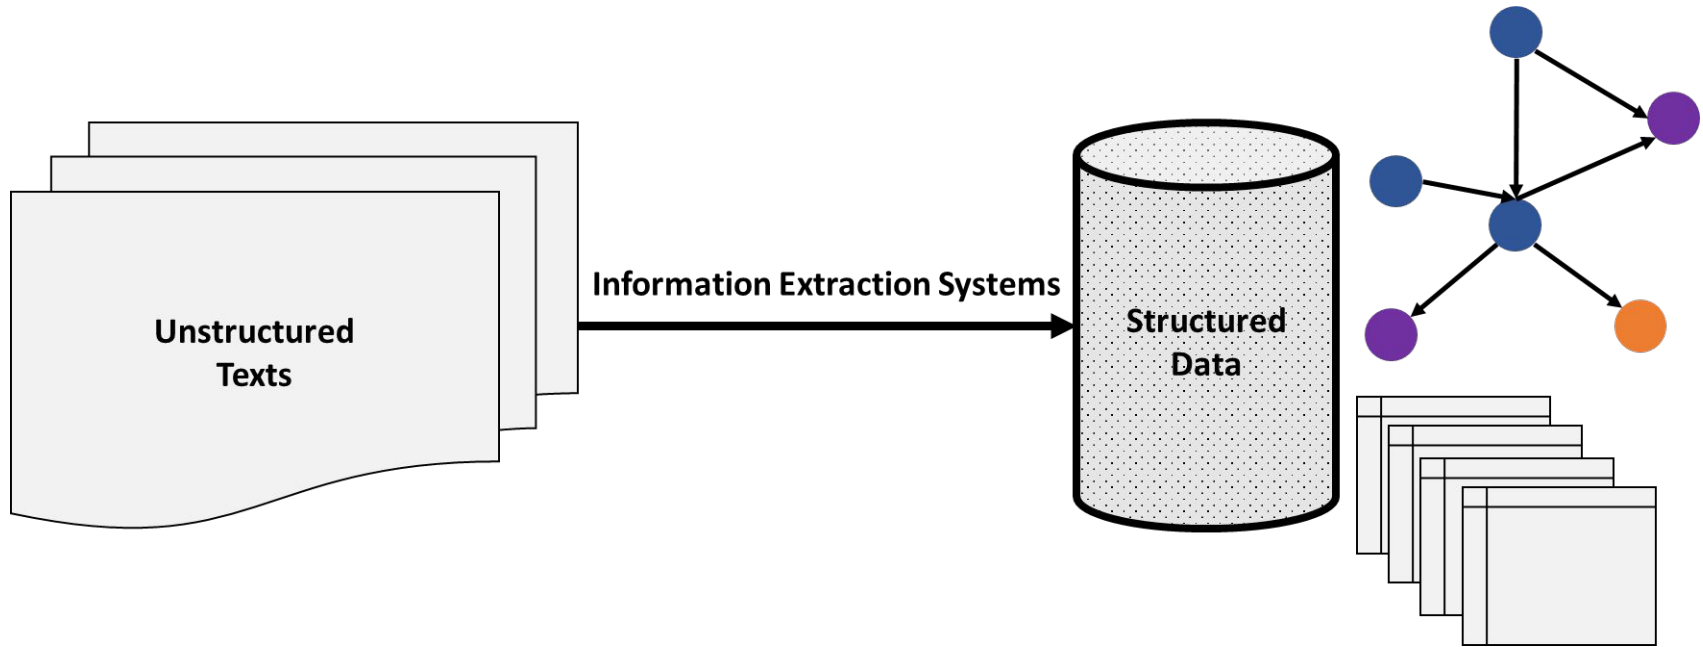 Unstructured
Texts
Information Extraction Systems
Structured
Data